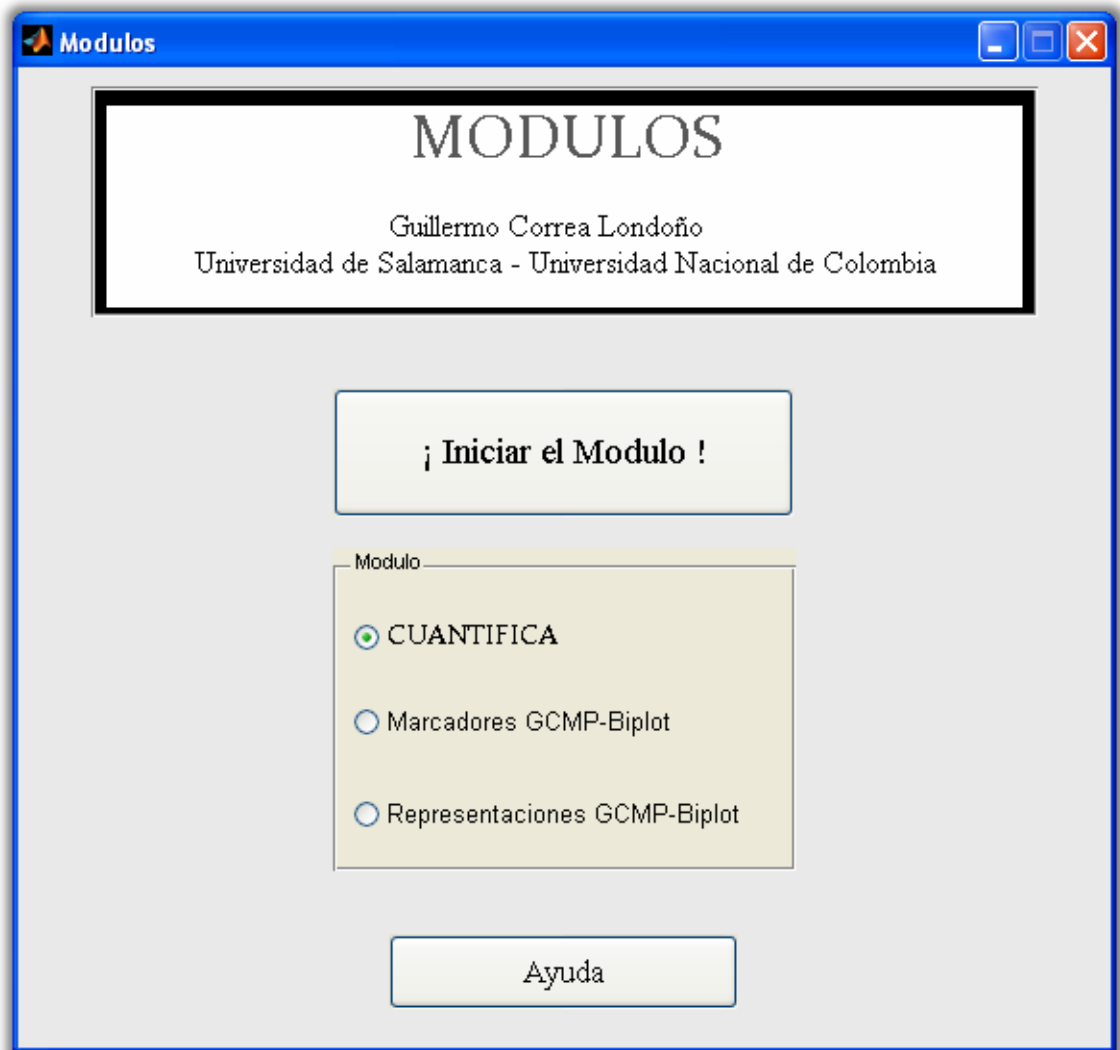 Modulos
MODULOS
Guillermo Correa Londoño
Universidad de Salamanca - Universidad Nacional de Colombia
¡ Iniciar el Modulo !
Modulo
CUANTIFICA
Marcadores GCMP-Biplot
Representaciones GCMP-Biplot
Ayuda